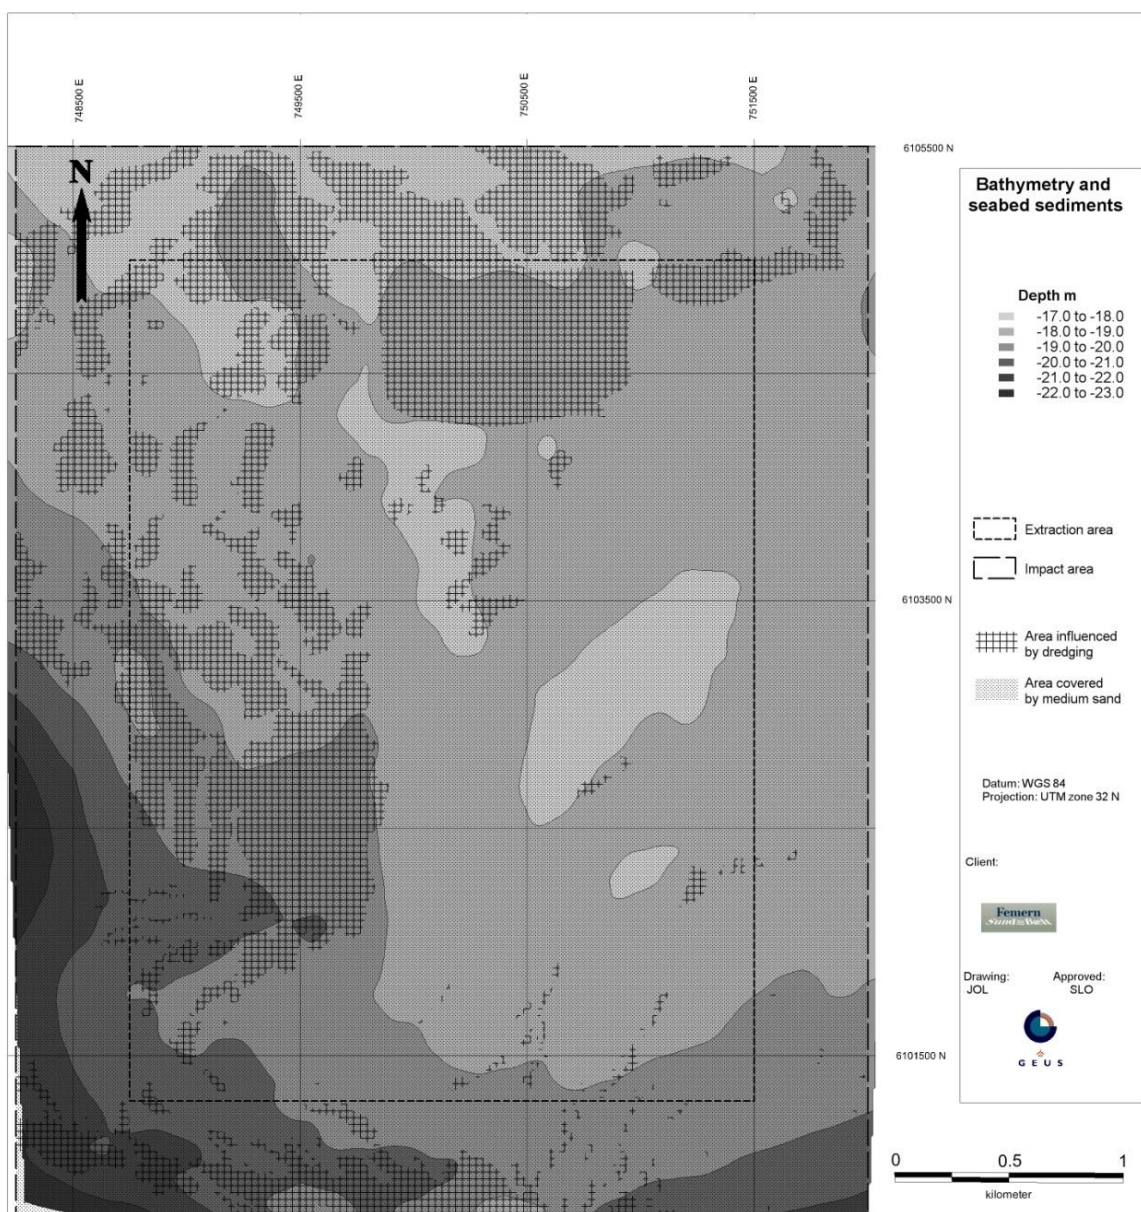 748500 E
749500 E
750500 E
751500 E
N
6105500 N
6103500 N
6101500 N
Bathymetry and
seabed sediments
Depth m
-17.0 to -18.0
-18.0 to -19.0
-19.0 to -20.0
-20.0 to -21.0
-21.0 to -22.0
-22.0 to -23.0
Extraction area
Impact area
Area influenced
by dredging
Area covered
by medium sand
Datum: WGS 84
Projection: UTM zone 32 N
Client:
Femern
Sund Bælt
Drawing: Approved:
JOL SLO
G E U S
0 0.5 1
kilometer